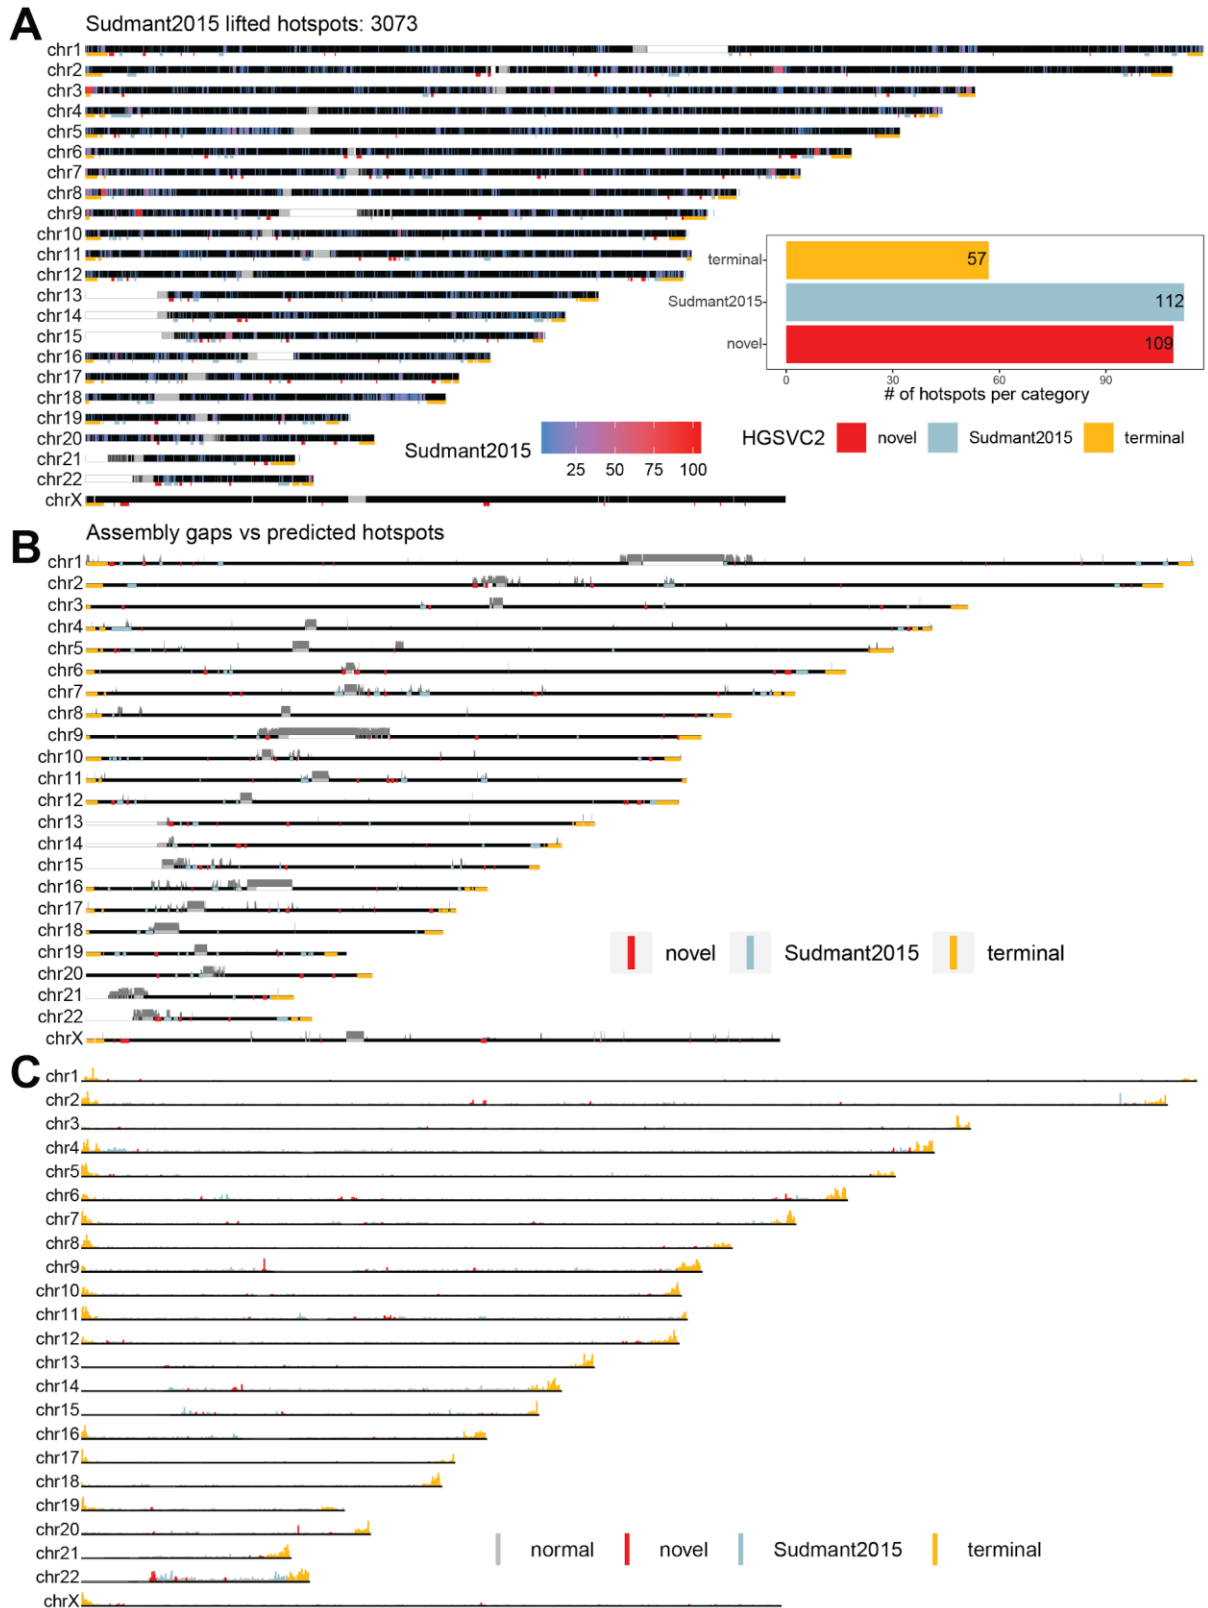 A
Sudmant2015 lifted hotspots: 3073
chr1
chr2
chr3
chr4
chr5
chr6
chr7
chr8
chr9
chr10
chr11
chr12
chr13
chr14
chr15
chr16
chr17
chr18
chr19
chr20
chr21
chr22
chrX
terminal
57
Sudmant2015
112
novel
109
0 30 60 90
# of hotspots per category
Sudmant2015
25 50 75 100
HGSVC2 novel Sudmant2015 terminal
B
Assembly gaps vs predicted hotspots
chr1
chr2
chr3
chr4
chr5
chr6
chr7
chr8
chr9
chr10
chr11
chr12
chr13
chr14
chr15
chr16
chr17
chr18
chr19
chr20
chr21
chr22
chrX
novel Sudmant2015 terminal
C
chr1
chr2
chr3
chr4
chr5
chr6
chr7
chr8
chr9
chr10
chr11
chr12
chr13
chr14
chr15
chr16
chr17
chr18
chr19
chr20
chr21
chr22
chrX
normal novel Sudmant2015 terminal